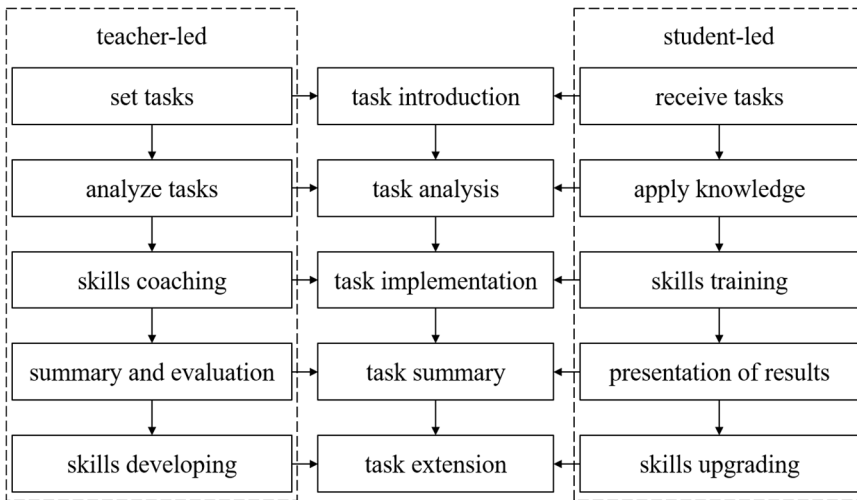 teacher-led
student-led
set tasks
task introduction
receive tasks
analyze tasks
task analysis
apply knowledge
skills coaching
task implementation
skills training
summary and evaluation
task summary
presentation of results
skills developing
task extension
skills upgrading